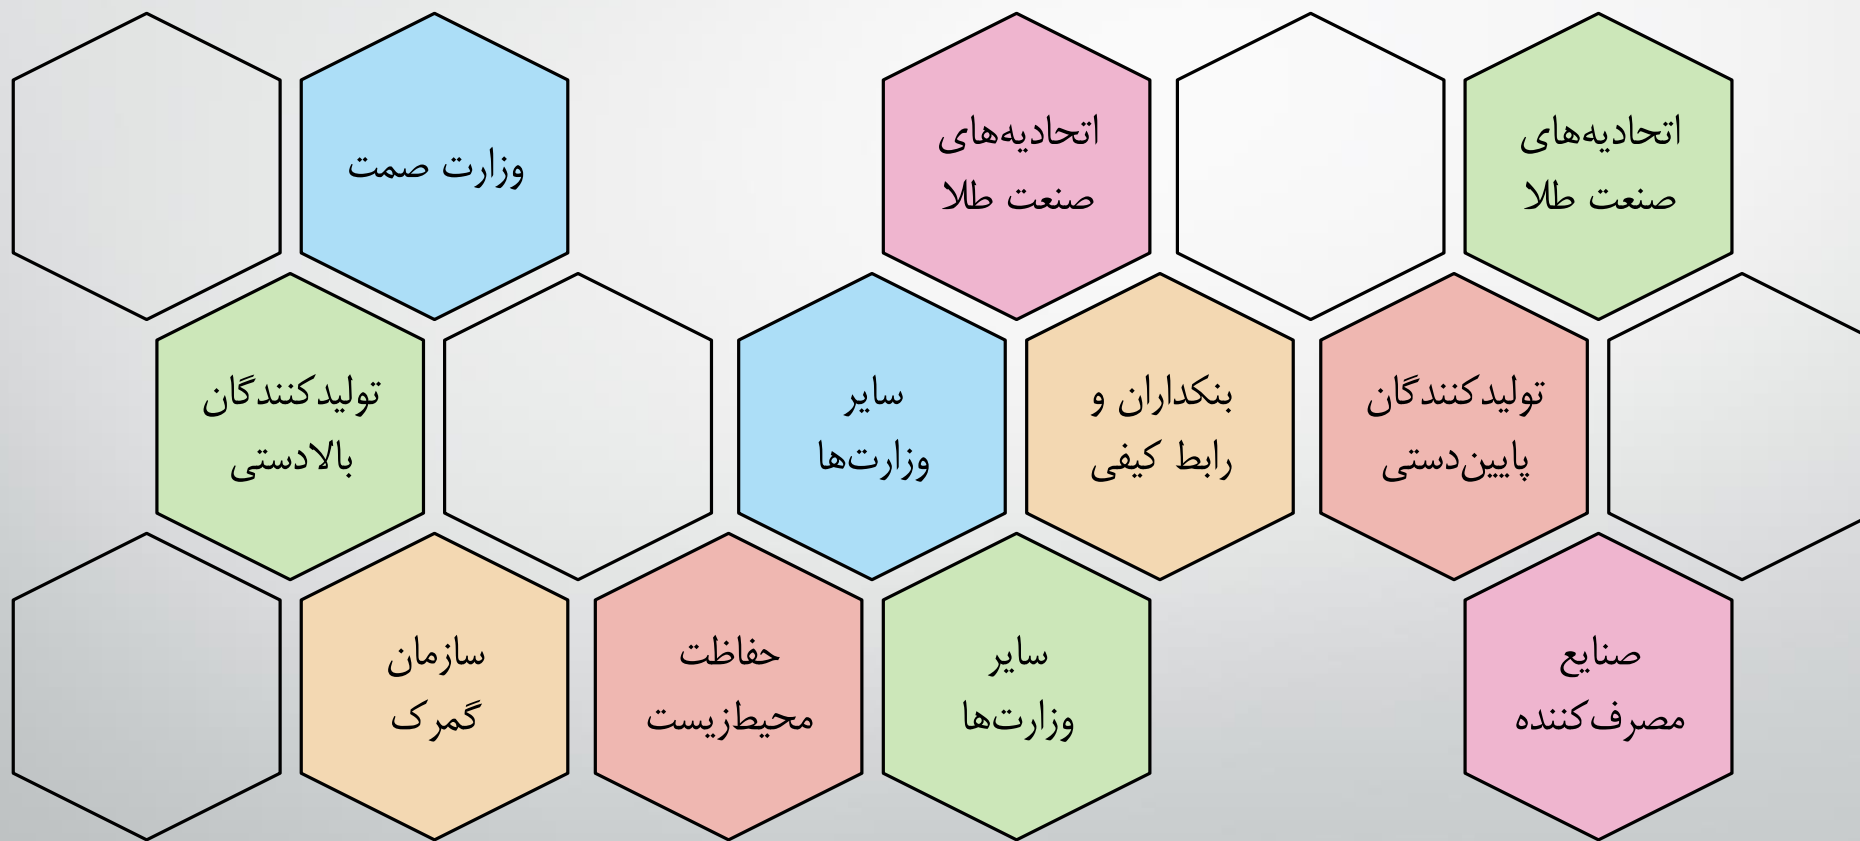 اتحادیه‌های
صنعت طلا
اتحادیه‌های
صنعت طلا
وزارت صمت
تولیدکنندگان
پایین‌دستی
بنکداران و
رابط کیفی
سایر
وزارت‌ها
تولیدکنندگان
بالادستی
صنایع
مصرف‌کننده
سایر
وزارت‌ها
حفاظت
محیط‌زیست
سازمان
گمرک